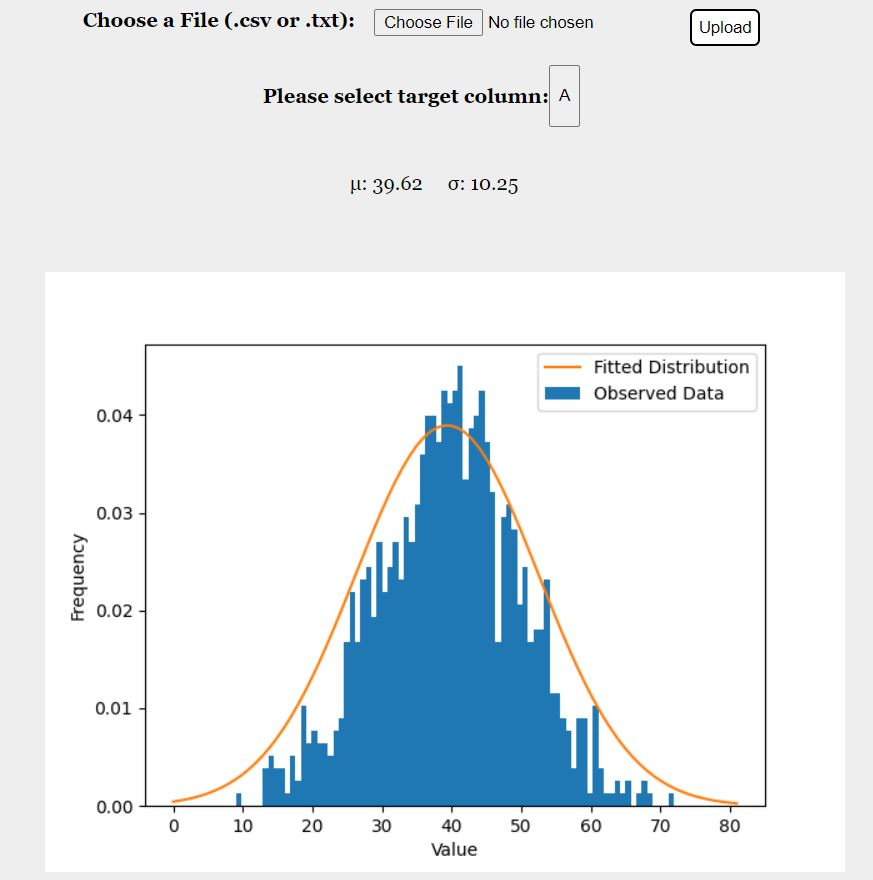 Choose a File (.csv or .txt): Choose File No file chosen Upload
Please select target column: A
μ: 39.62 σ: 10.25
Fitted Distribution
Observed Data
0.04
0.03
0.02
0.01
0.00
Frequency
0 10 20 30 40 50 60 70 80
Value